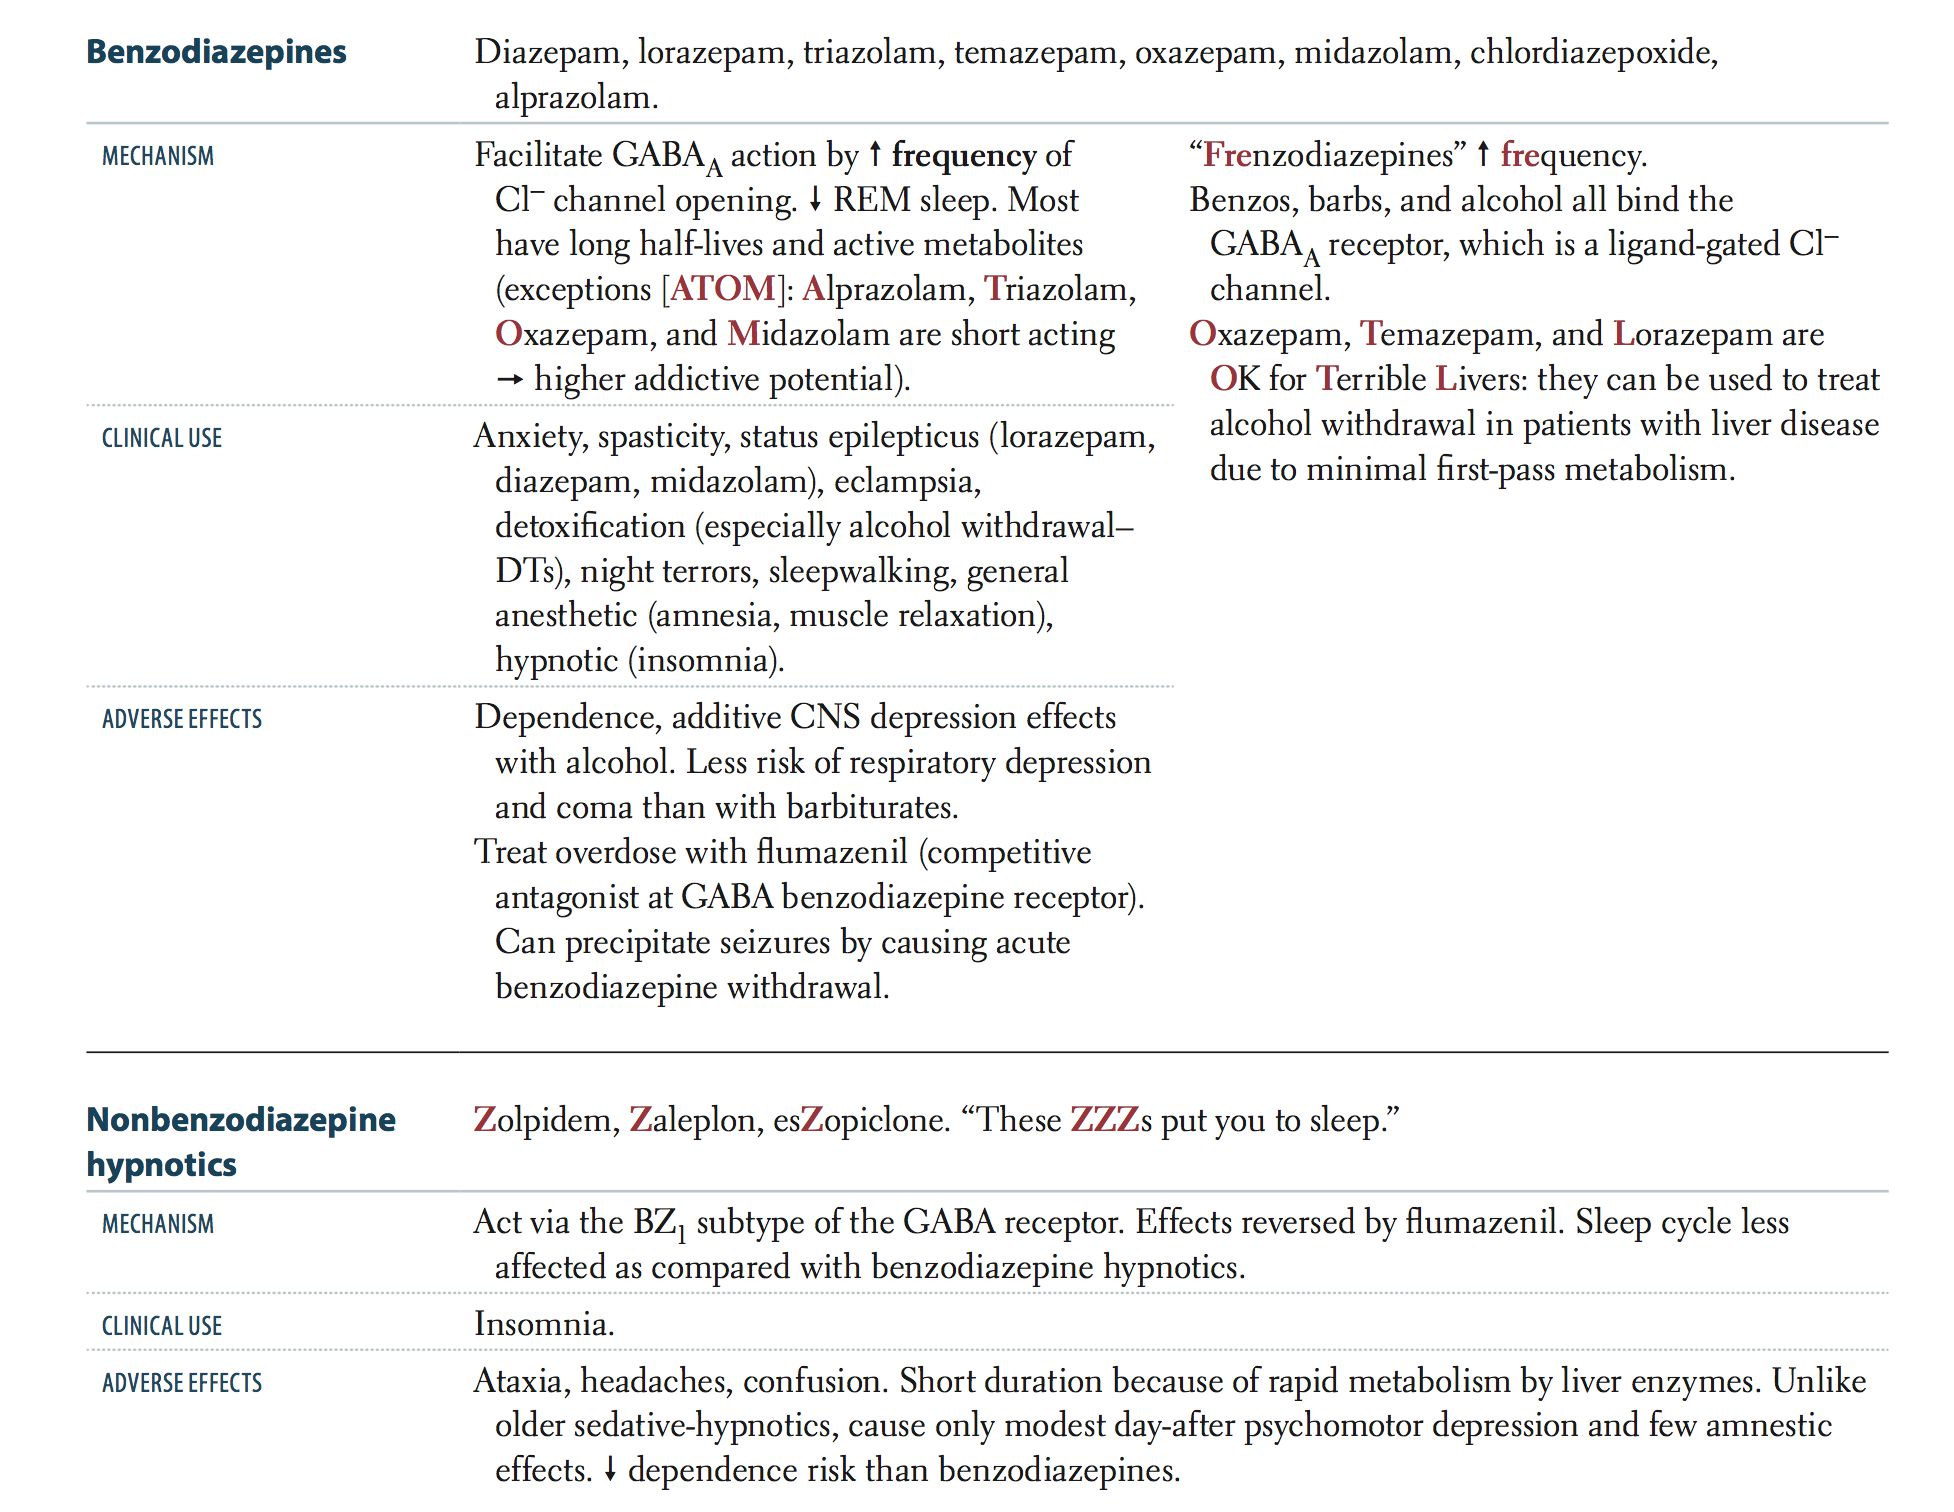 Benzodiazepines
Diazepam, lorazepam, triazolam, temazepam, oxazepam, midazolam, chlordiazepoxide,
alprazolam.
MECHANISM
Facilitate GABAA action by ↑ frequency of
Cl– channel opening. ↓ REM sleep. Most
have long half-lives and active metabolites
(exceptions [ATOM]: Alprazolam, Triazolam,
Oxazepam, and Midazolam are short acting
→ higher addictive potential).
“Frenzodiazepines” ↑ frequency.
Benzos, barbs, and alcohol all bind the
GABAA receptor, which is a ligand-gated Cl–
channel.
Oxazepam, Temazepam, and Lorazepam are
OK for Terrible Livers: they can be used to treat
alcohol withdrawal in patients with liver disease
due to minimal first-pass metabolism.
CLINICAL USE
Anxiety, spasticity, status epilepticus (lorazepam,
diazepam, midazolam), eclampsia,
detoxification (especially alcohol withdrawal–
DTs), night terrors, sleepwalking, general
anesthetic (amnesia, muscle relaxation),
hypnotic (insomnia).
ADVERSE EFFECTS
Dependence, additive CNS depression effects
with alcohol. Less risk of respiratory depression
and coma than with barbiturates.
Treat overdose with flumazenil (competitive
antagonist at GABA benzodiazepine receptor).
Can precipitate seizures by causing acute
benzodiazepine withdrawal.
Nonbenzodiazepine
hypnotics
Zolpidem, Zaleplon, esZopiclone. “These ZZZs put you to sleep.”
MECHANISM
Act via the BZ1 subtype of the GABA receptor. Effects reversed by flumazenil. Sleep cycle less
affected as compared with benzodiazepine hypnotics.
CLINICAL USE
Insomnia.
ADVERSE EFFECTS
Ataxia, headaches, confusion. Short duration because of rapid metabolism by liver enzymes. Unlike
older sedative-hypnotics, cause only modest day-after psychomotor depression and few amnestic
effects. ↓ dependence risk than benzodiazepines.